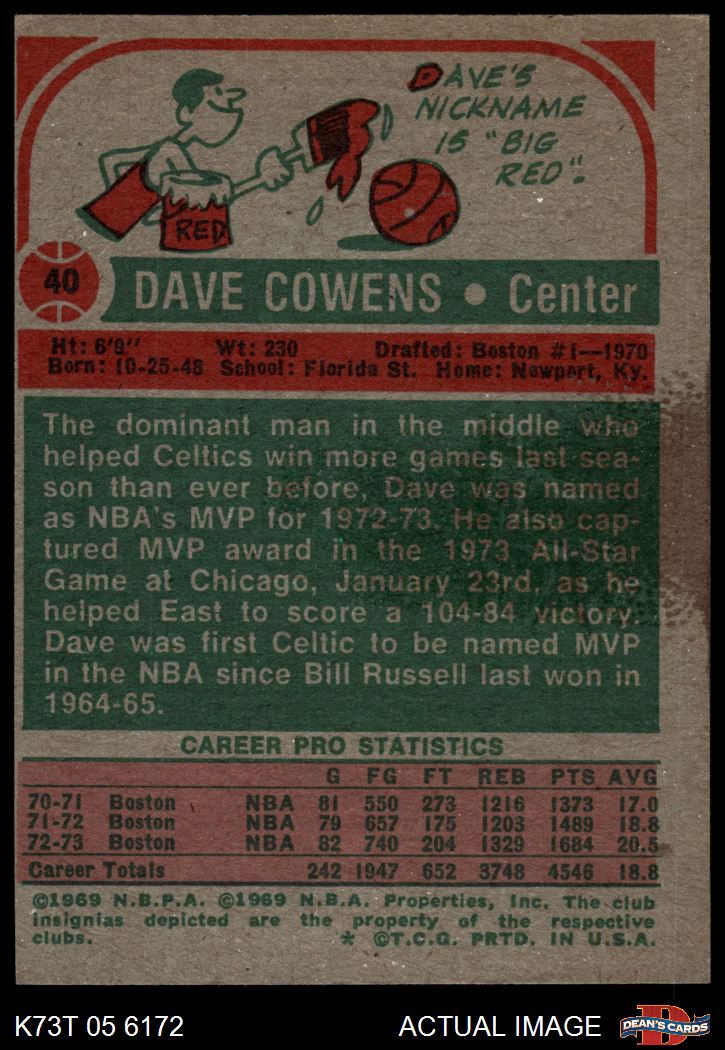 DAVE'S
NICKNAME
IS "BIG
RED".
RED
40
DAVE COWENS • Center
Ht: 6'9" Wt: 230 Drafted: Boston #1—1970
Born: 10-25-48 School: Florida St. Home: Newport, Ky.
The dominant man in the middle who
helped Celtics win more games last sea-
son than ever before, Dave was named
as NBA's MVP for 1972-73. He also cap-
tured MVP award in the 1973 All-Star
Game at Chicago, January 23rd, as he
helped East to score a 104-84 victory.
Dave was first Celtic to be named MVP
in the NBA since Bill Russell last won in
1964-65.
CAREER PRO STATISTICS
G FG FT REB PTS AVG
70-71 Boston NBA 81 550 273 1216 1373 17.0
71-72 Boston NBA 79 657 175 1203 1489 18.8
72-73 Boston NBA 82 740 204 1329 1684 20.5
Career Totals 242 1947 652 3748 4546 18.8
©1969 N.B.P.A. ©1969 N.B.A. Properties, Inc. The club
insignias depicted are the property of the respective
clubs. * ©T.C.G. PRTD. IN U.S.A.
K73T 05 6172 ACTUAL IMAGE
D
DEAN'S CARDS